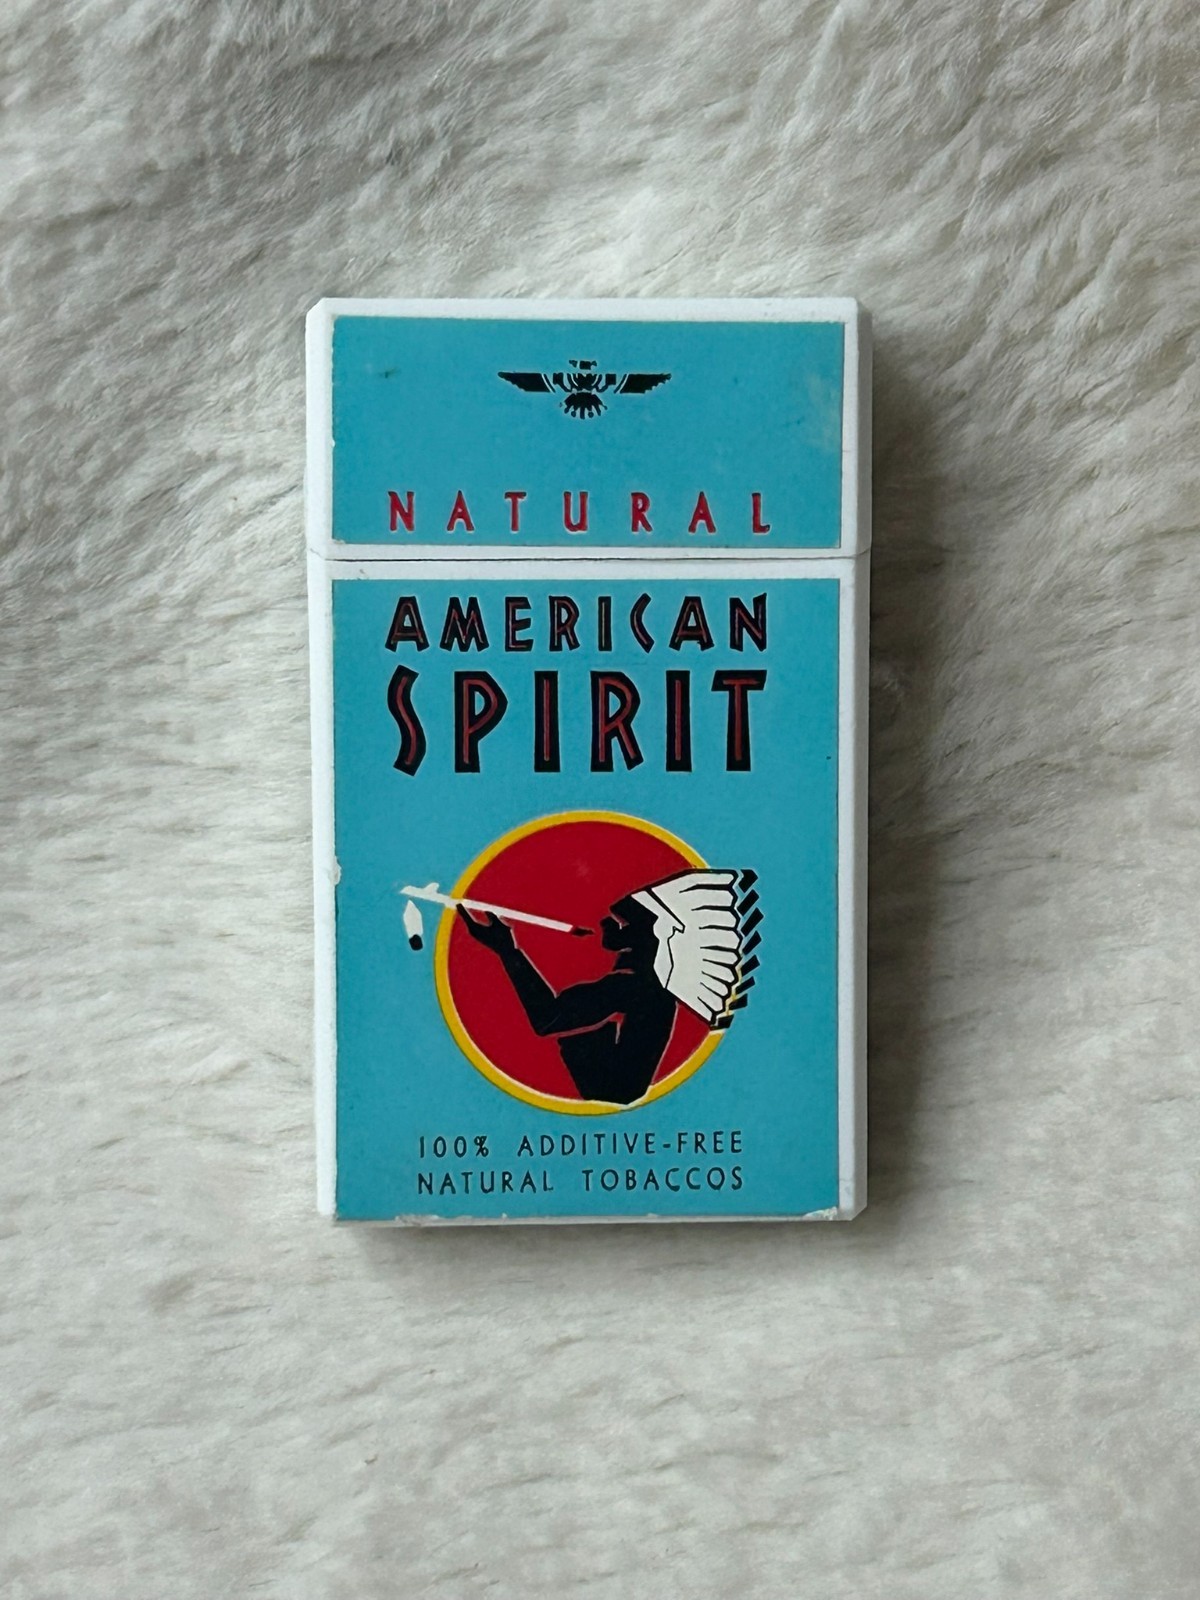 NATURAL
AMERICAN
SPIRIT
100% ADDITIVE-FREE
NATURAL TOBACCOS